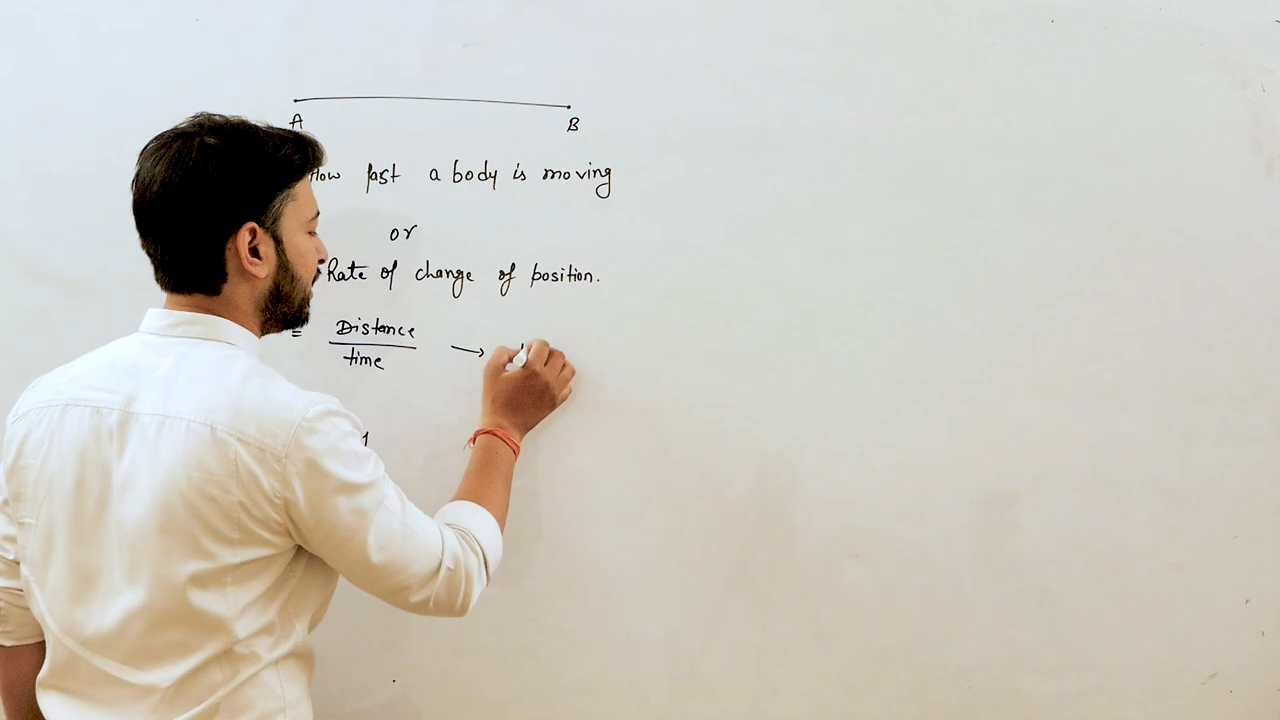 A B
How fast a body is moving
or
Rate of change of position.
= Distance
time →